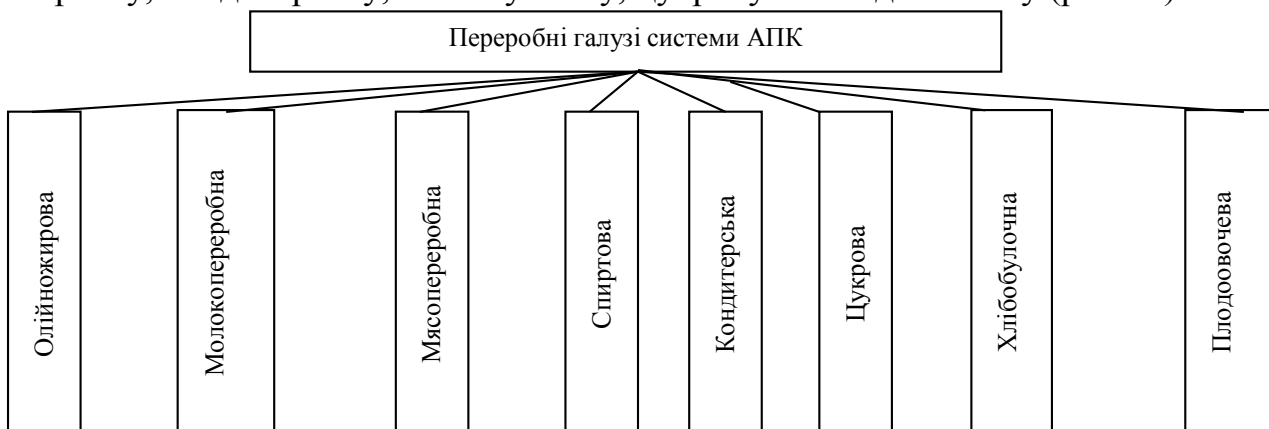 Переробні галузі системи АПК
Олійножирова
Молокопереробна
Мясопереробна
Спиртова
Кондитерська
Цукрова
Хлібобулочна
Плодоовочева